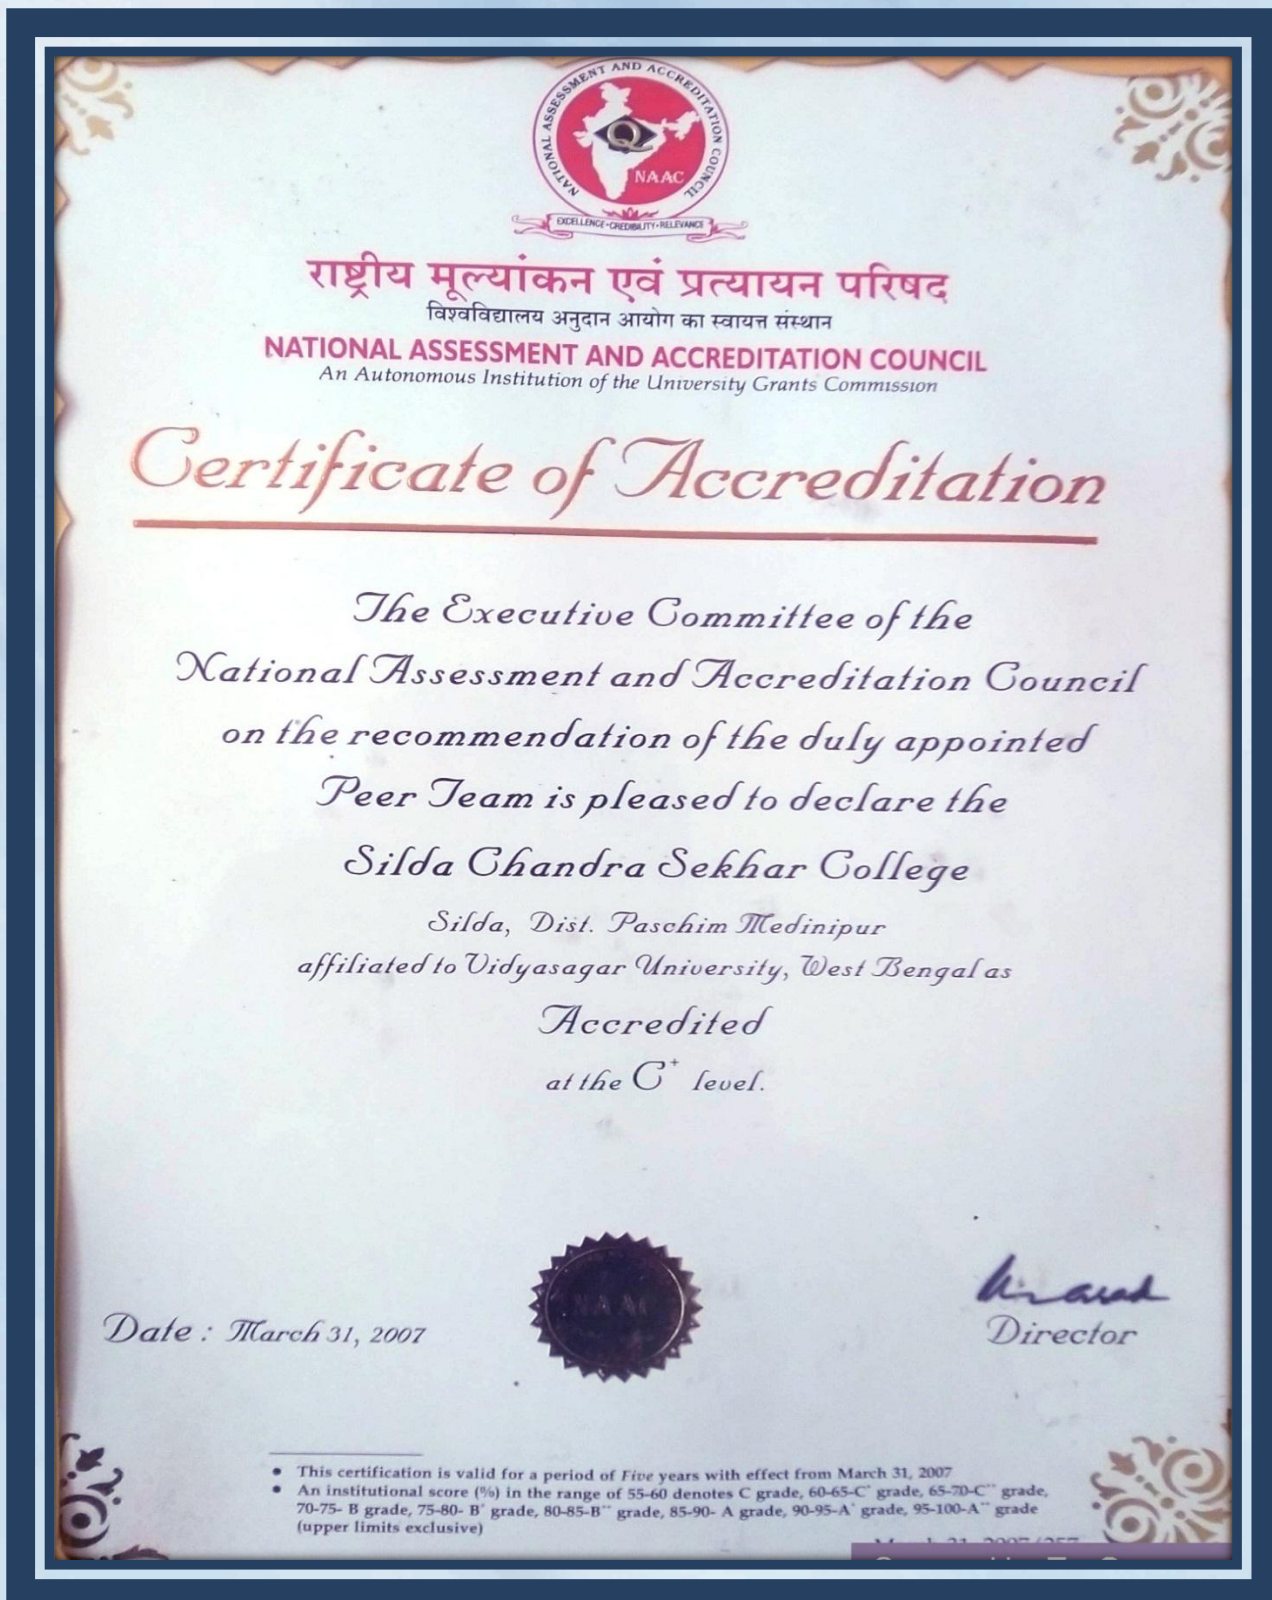 NATIONAL ASSESSMENT AND ACCREDITATION COUNCIL
Q
NAAC
EXCELLENCE•CREDIBILITY•RELEVANCE
राष्ट्रीय मूल्यांकन एवं प्रत्यायन परिषद
विश्वविद्यालय अनुदान आयोग का स्वायत्त संस्थान
NATIONAL ASSESSMENT AND ACCREDITATION COUNCIL
An Autonomous Institution of the University Grants Commission
Certificate of Accreditation
The Executive Committee of the
National Assessment and Accreditation Council
on the recommendation of the duly appointed
Peer Team is pleased to declare the
Silda Chandra Sekhar College
Silda, Dist. Paschim Medinipur
affiliated to Vidyasagar University, West Bengal as
Accredited
at the C⁺ level.
NAAC
Date : March 31, 2007
Director
• This certification is valid for a period of Five years with effect from March 31, 2007
• An institutional score (%) in the range of 55-60 denotes C grade, 60-65-C⁺ grade, 65-70-C⁺⁺ grade,
70-75- B grade, 75-80- B⁺ grade, 80-85-B⁺⁺ grade, 85-90- A grade, 90-95-A⁺ grade, 95-100-A⁺⁺ grade
(upper limits exclusive)